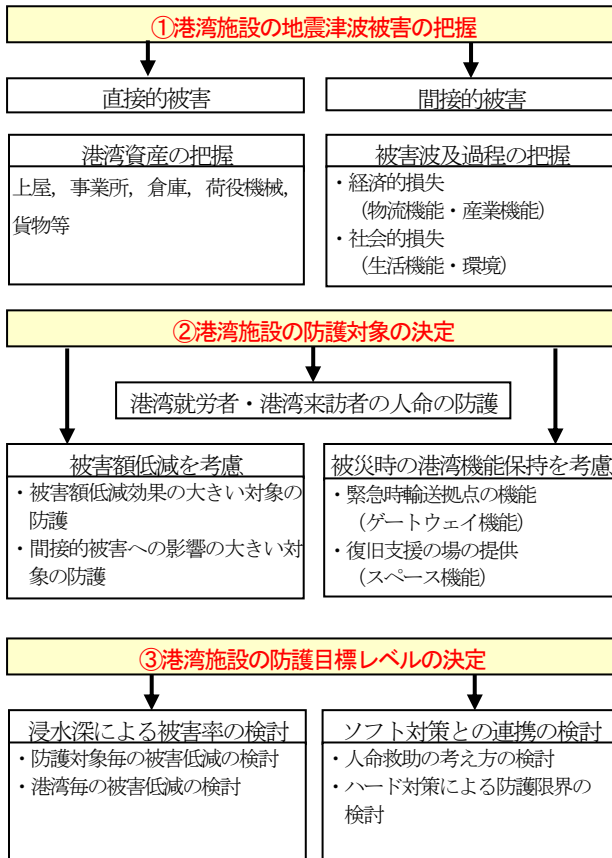 ①港湾施設の地震津波被害の把握
直接的被害
間接的被害
港湾資産の把握
上屋，事業所，倉庫，荷役機械，
貨物等
被害波及過程の把握
・経済的損失
（物流機能・産業機能）
・社会的損失
（生活機能・環境）
②港湾施設の防護対象の決定
港湾就労者・港湾来訪者の人命の防護
被害額低減を考慮
・被害額低減効果の大きい対象の
防護
・間接的被害への影響の大きい対
象の防護
被災時の港湾機能保持を考慮
・緊急時輸送拠点の機能
（ゲートウェイ機能）
・復旧支援の場の提供
（スペース機能）
③港湾施設の防護目標レベルの決定
浸水深による被害率の検討
・防護対象毎の被害低減の検討
・港湾毎の被害低減の検討
ソフト対策との連携の検討
・人命救助の考え方の検討
・ハード対策による防護限界の
検討